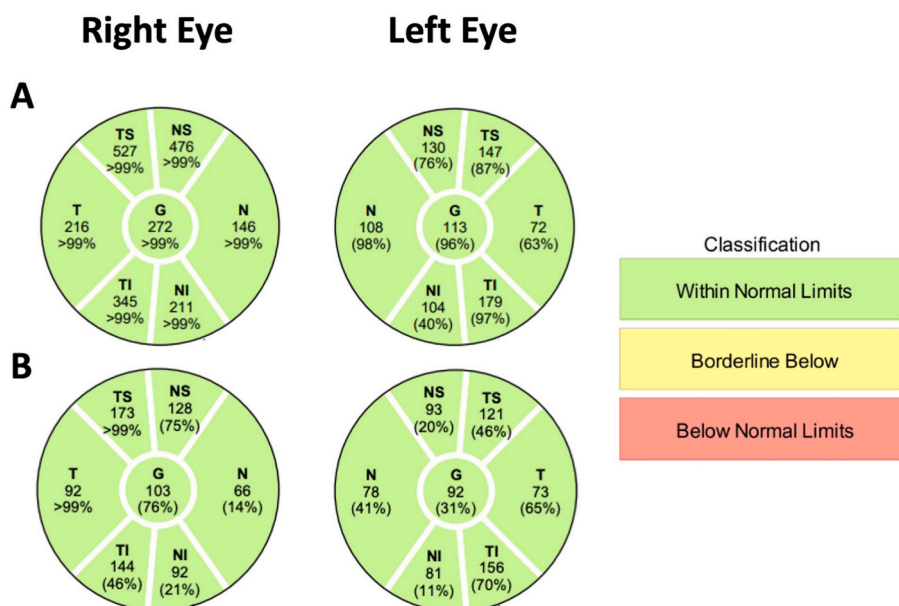 Right Eye
Left Eye
A
TS
527
>99%
NS
476
>99%
T
216
>99%
G
272
>99%
N
146
>99%
TI
345
>99%
NI
211
>99%
NS
130
(76%)
TS
147
(87%)
N
108
(98%)
G
113
(96%)
T
72
(63%)
NI
104
(40%)
TI
179
(97%)
B
TS
173
>99%
NS
128
(75%)
T
92
>99%
G
103
(76%)
N
66
(14%)
TI
144
(46%)
NI
92
(21%)
NS
93
(20%)
TS
121
(46%)
N
78
(41%)
G
92
(31%)
T
73
(65%)
NI
81
(11%)
TI
156
(70%)
Classification
Within Normal Limits
Borderline Below
Below Normal Limits